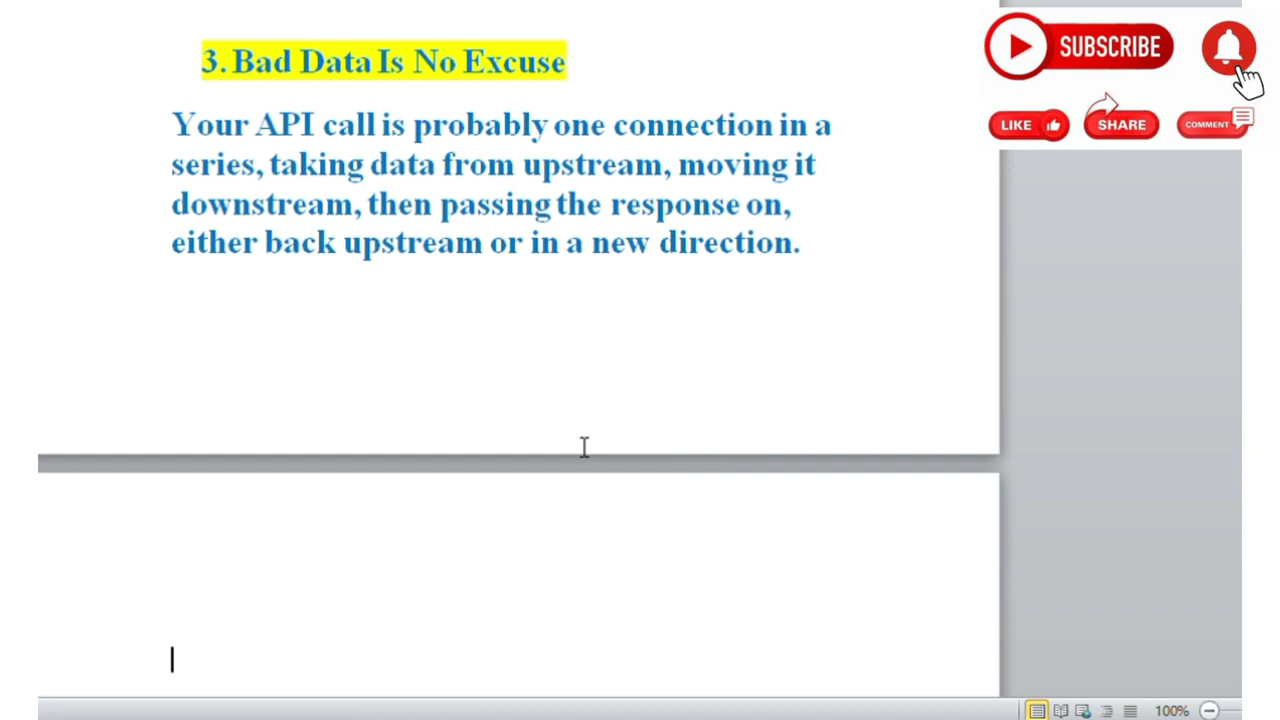 3. Bad Data Is No Excuse
Your API call is probably one connection in a
series, taking data from upstream, moving it
downstream, then passing the response on,
either back upstream or in a new direction.
SUBSCRIBE
LIKE
SHARE
COMMENT
100%